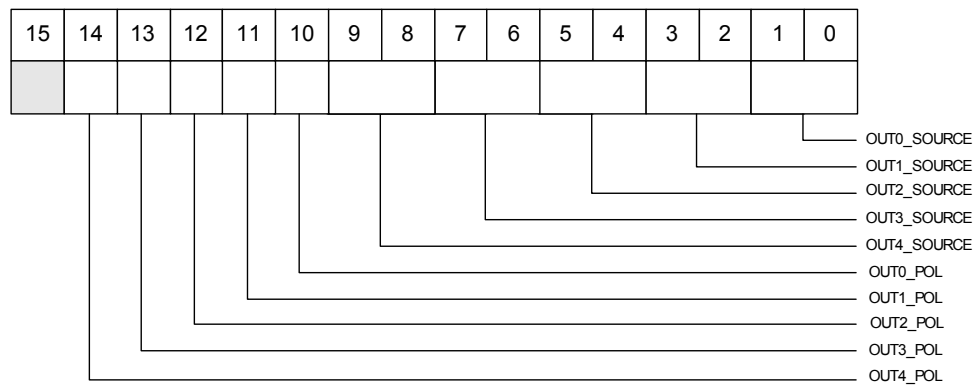 15 14 13 12 11 10 9 8 7 6 5 4 3 2 1 0
OUT0_SOURCE
OUT1_SOURCE
OUT2_SOURCE
OUT3_SOURCE
OUT4_SOURCE
OUT0_POL
OUT1_POL
OUT2_POL
OUT3_POL
OUT4_POL